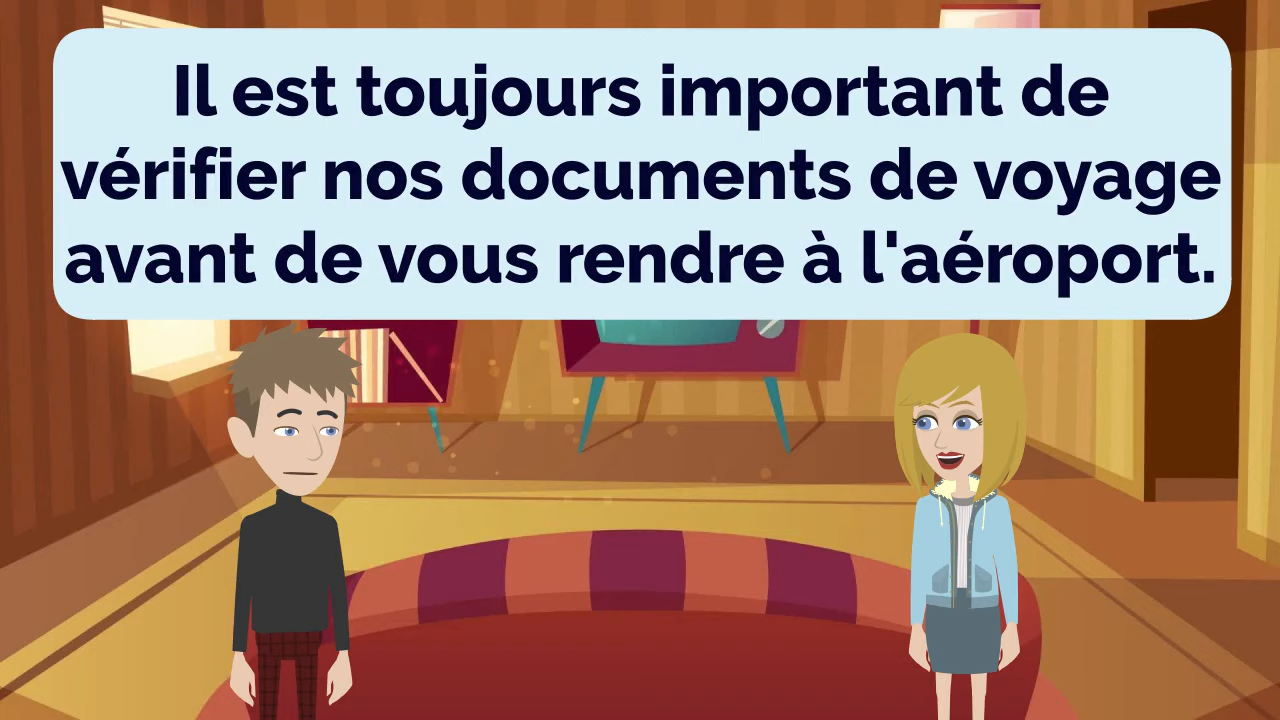 Il est toujours important de
vérifier nos documents de voyage
avant de vous rendre à l'aéroport.